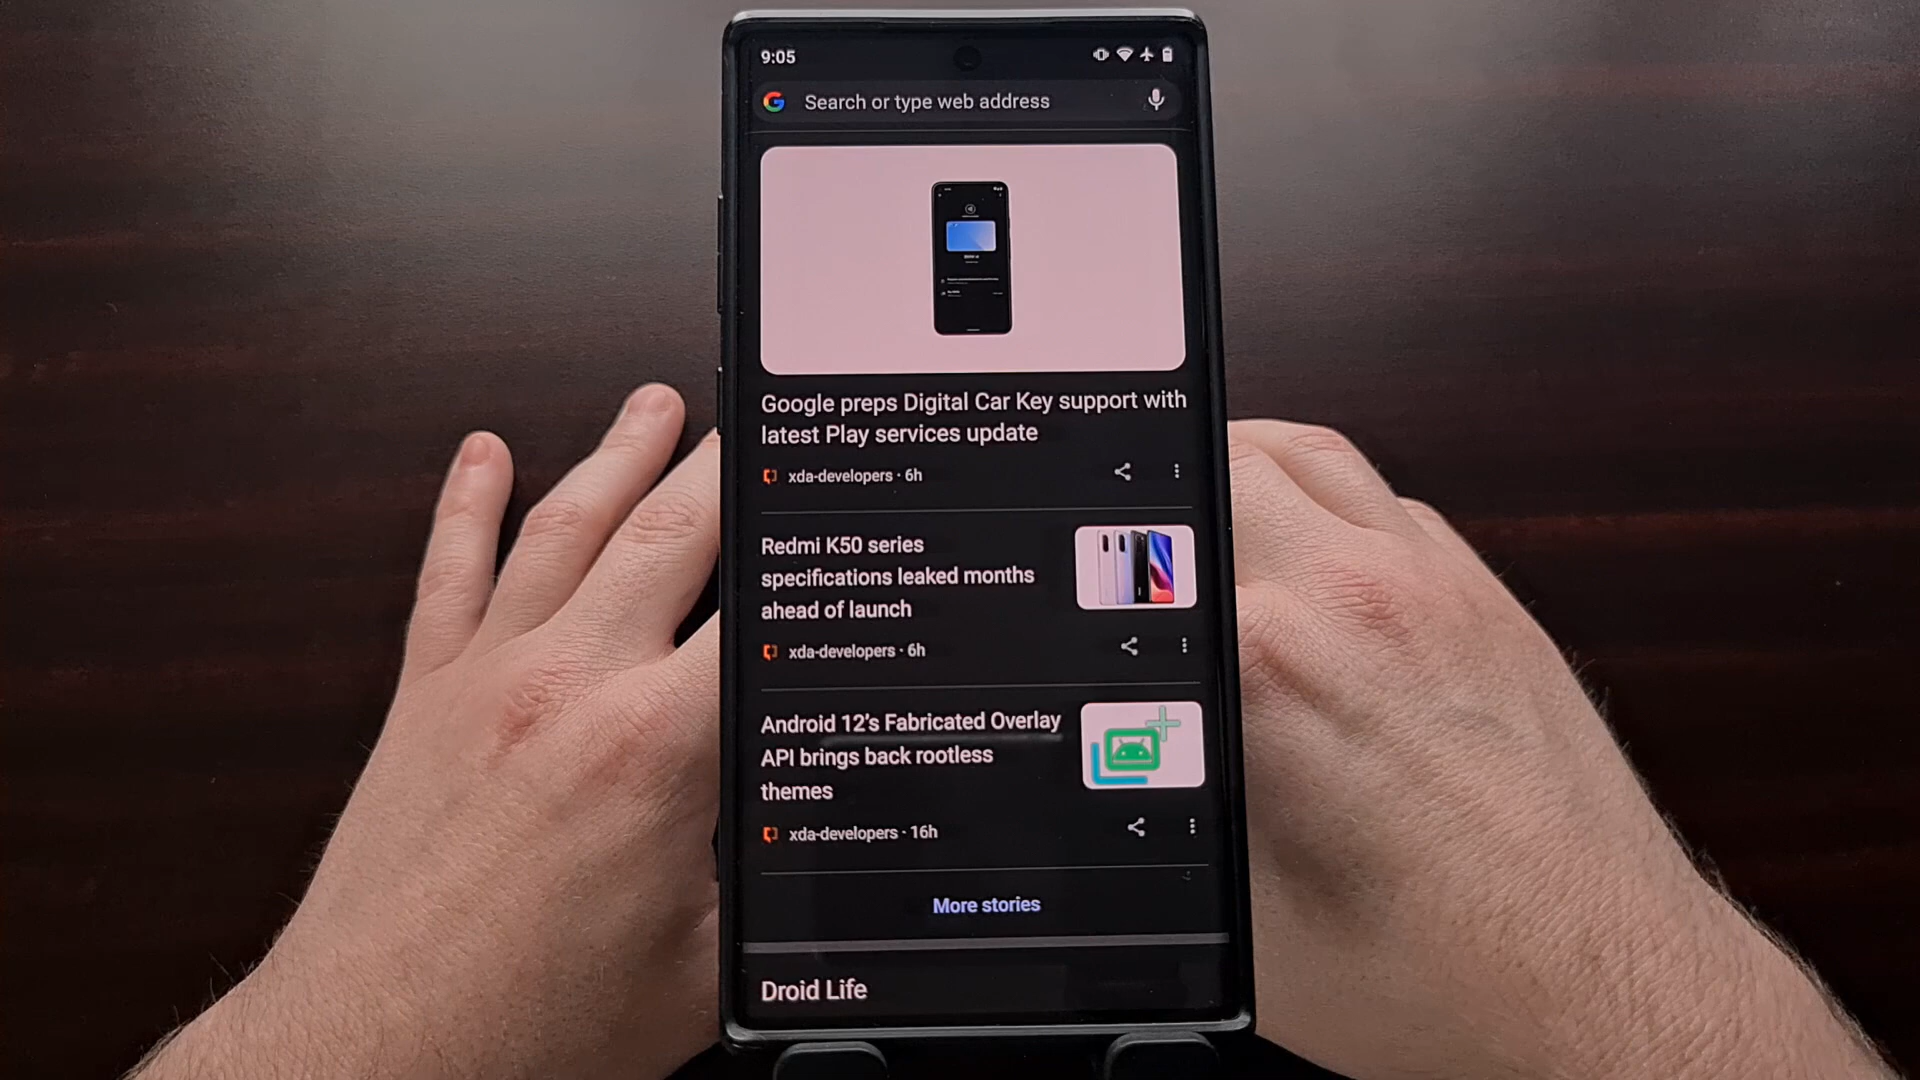 9:05
Search or type web address
Google preps Digital Car Key support with
latest Play services update
xda-developers · 6h
Redmi K50 series
specifications leaked months
ahead of launch
xda-developers · 6h
Android 12's Fabricated Overlay
API brings back rootless
themes
xda-developers · 16h
More stories
Droid Life